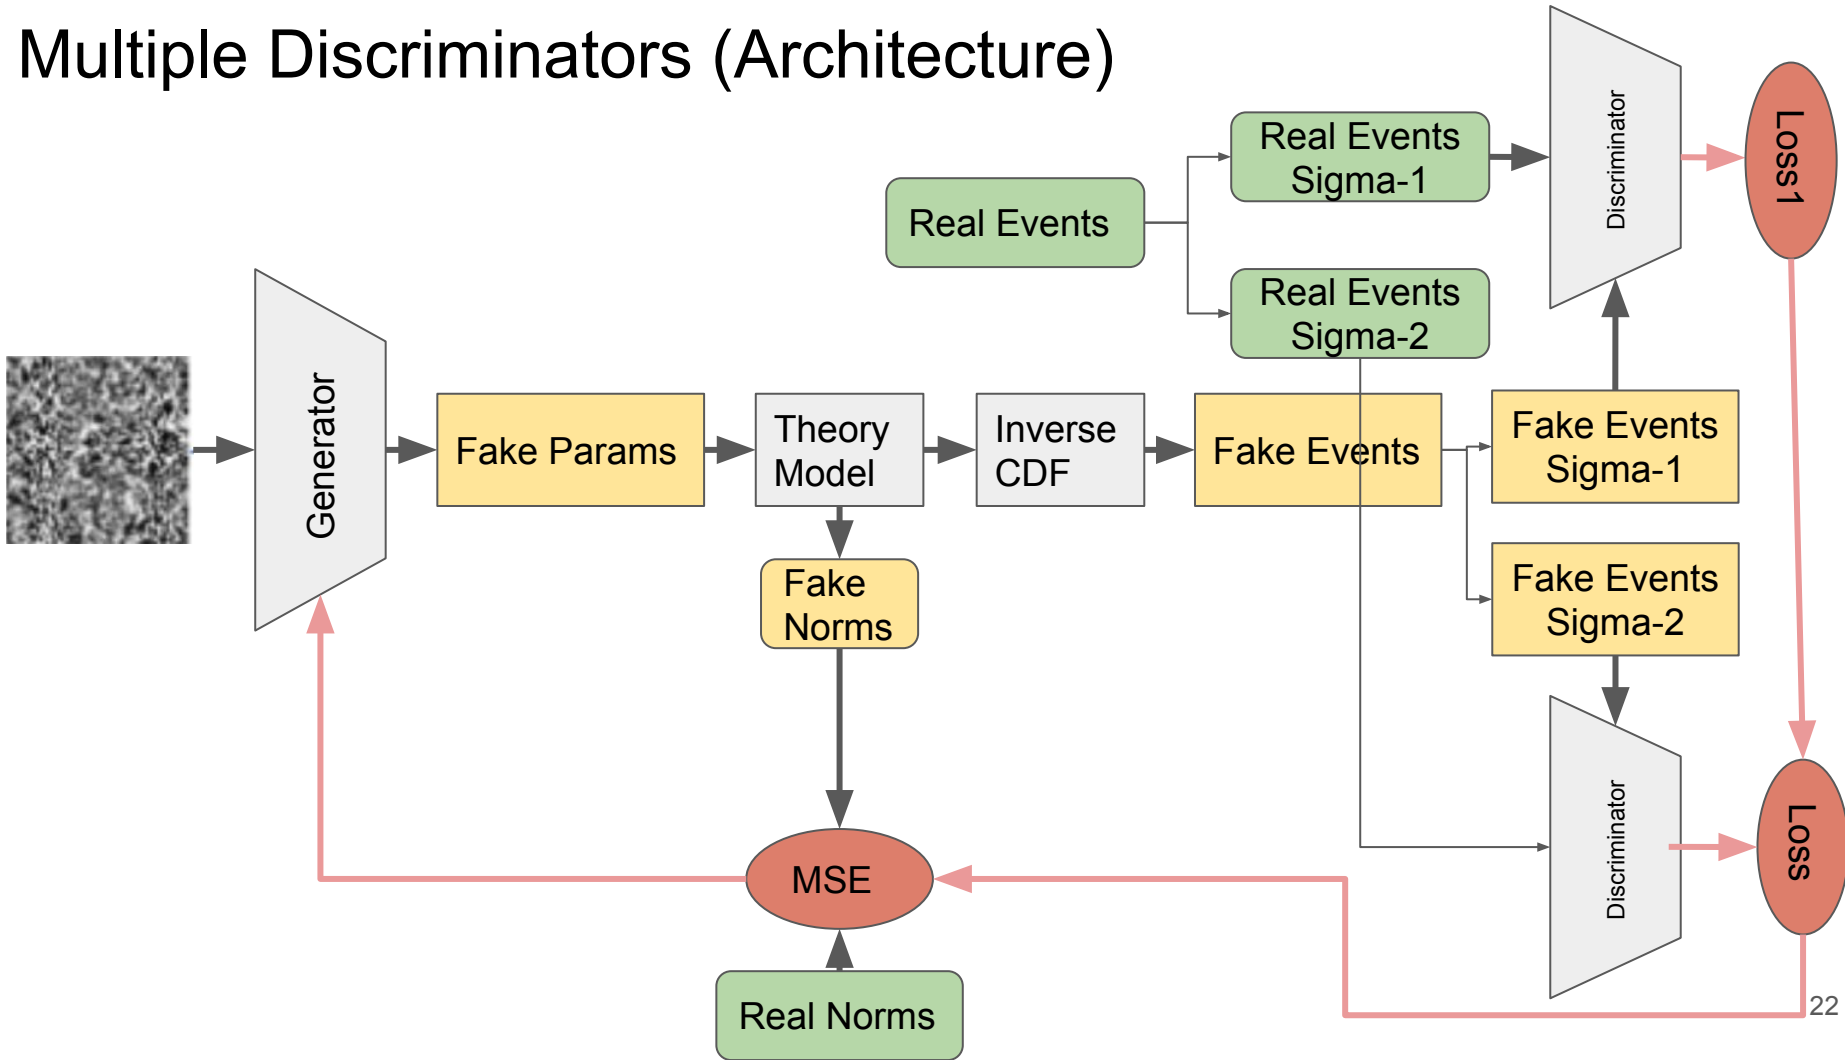 Multiple Discriminators (Architecture)
Real Events
Real Events
Sigma-1
Real Events
Sigma-2
Discriminator
Loss1
Generator
Fake Params
Theory
Model
Inverse
CDF
Fake Events
Fake Events
Sigma-1
Fake Events
Sigma-2
Fake
Norms
Discriminator
Loss
MSE
Real Norms
22